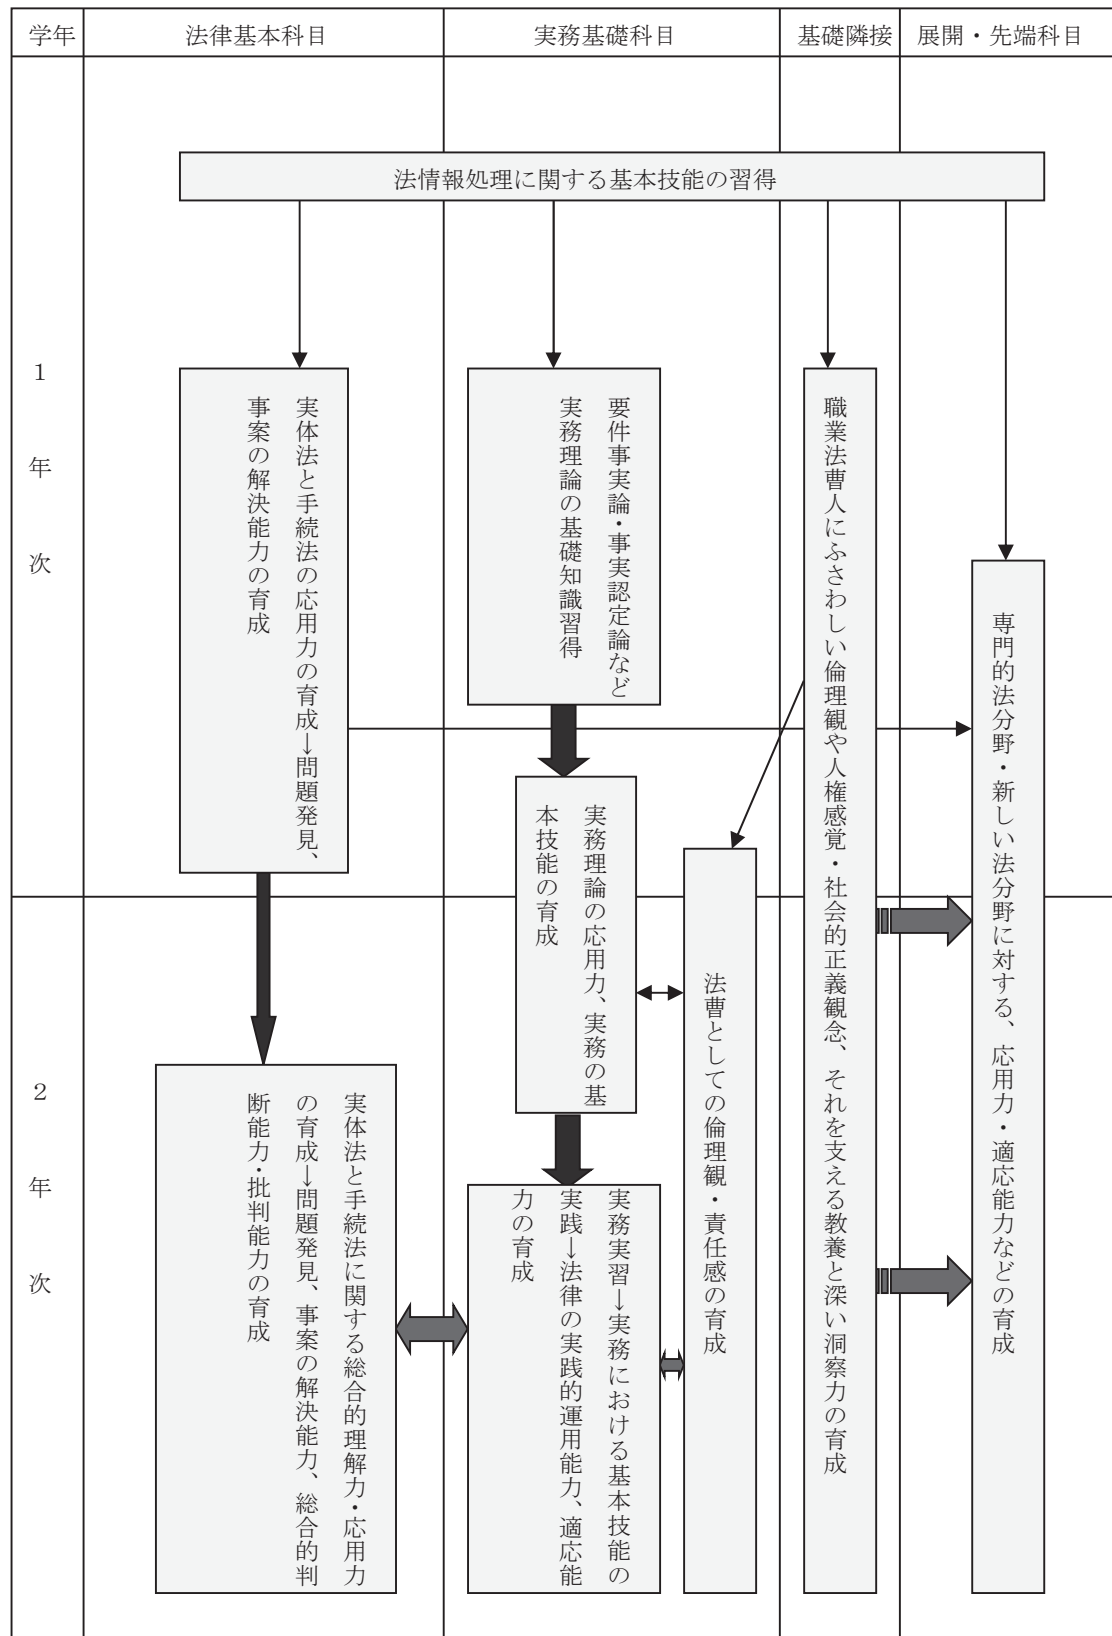 学年
法律基本科目
実務基礎科目
基礎隣接
展開・先端科目
法情報処理に関する基本技能の習得
1年次
実体法と手続法の応用力の育成→問題発見、
事案の解決能力の育成
要件事実論・事実認定論など
実務理論の基礎知識習得
職業法曹人にふさわしい倫理観や人権感覚・社会的正義観念、それを支える教養と深い洞察力の育成
専門的法分野・新しい法分野に対する、応用力・適応能力などの育成
実務理論の応用力、実務の基
本技能の育成
法曹としての倫理観・責任感の育成
2年次
実体法と手続法に関する総合的理解力・応用力
の育成→問題発見、事案の解決能力、総合的判
断能力・批判能力の育成
実務実習→実務における基本技能の
実践→法律の実践的運用能力、適応能
力の育成